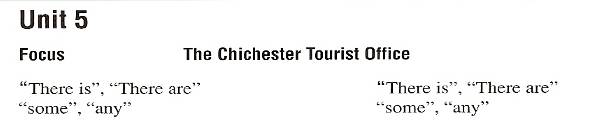 Unit 5
Focus The Chichester Tourist Office
“There is”, “There are” “There is”, “There are”
“some”, “any” “some”, “any”